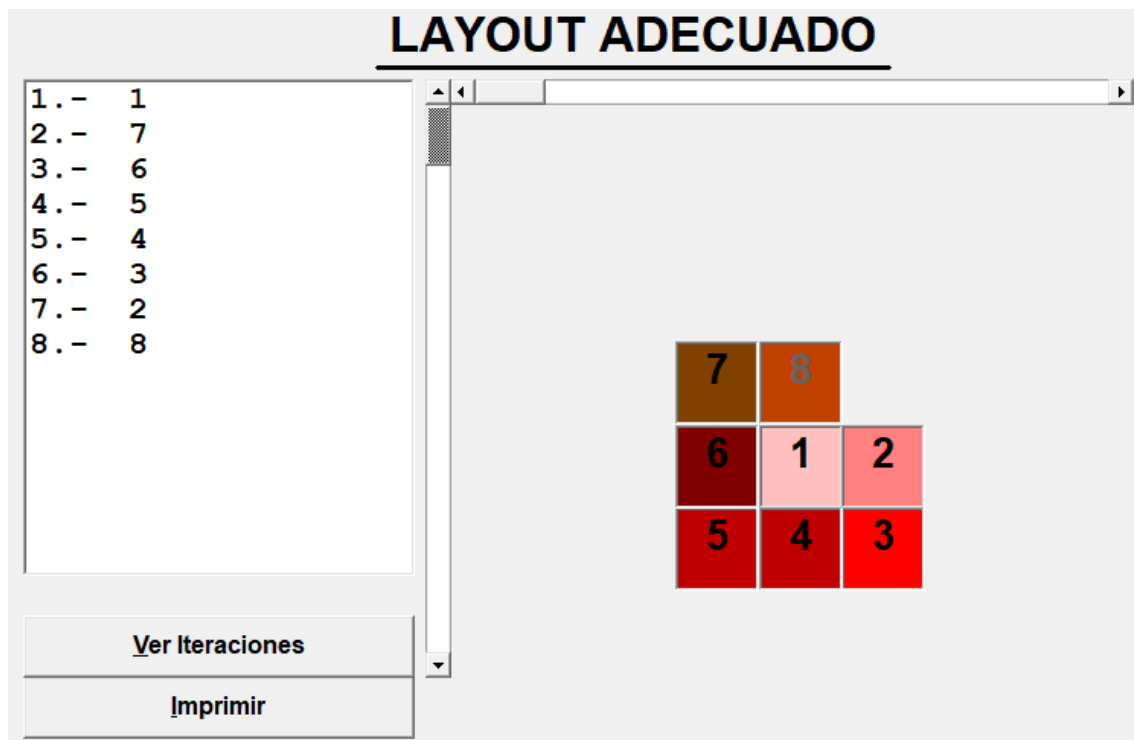 LAYOUT ADECUADO
1.- 1
2.- 7
3.- 6
4.- 5
5.- 4
6.- 3
7.- 2
8.- 8
7 8
6 1 2
5 4 3
Ver Iteraciones
Imprimir